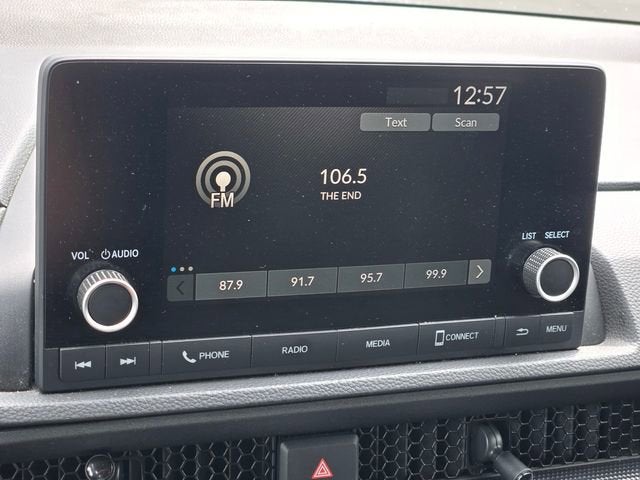 12:57
Text Scan
106.5
THE END
FM
VOL AUDIO
LIST SELECT
87.9 91.7 95.7 99.9
PHONE RADIO MEDIA CONNECT MENU